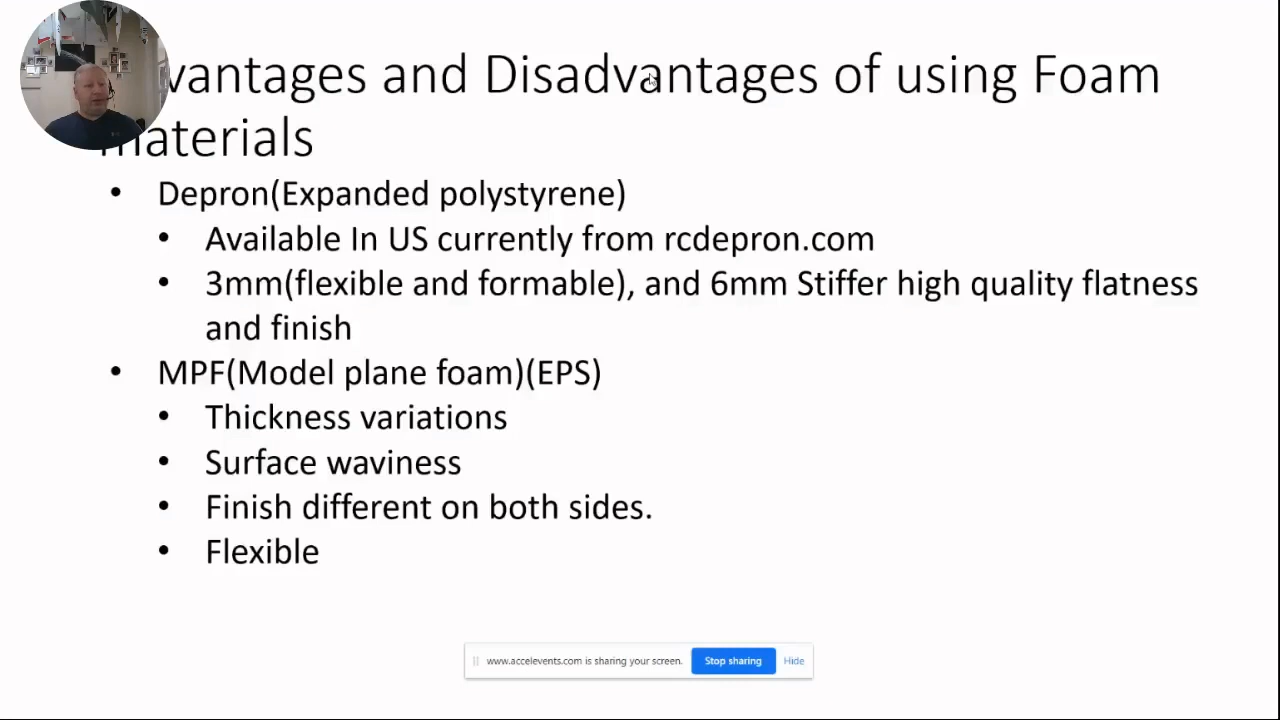 vantages and Disadvantages of using Foam
materials
• Depron(Expanded polystyrene)
• Available In US currently from rcdepron.com
• 3mm(flexible and formable), and 6mm Stiffer high quality flatness
and finish
• MPF(Model plane foam)(EPS)
• Thickness variations
• Surface waviness
• Finish different on both sides.
• Flexible
www.accelevents.com is sharing your screen. Stop sharing Hide